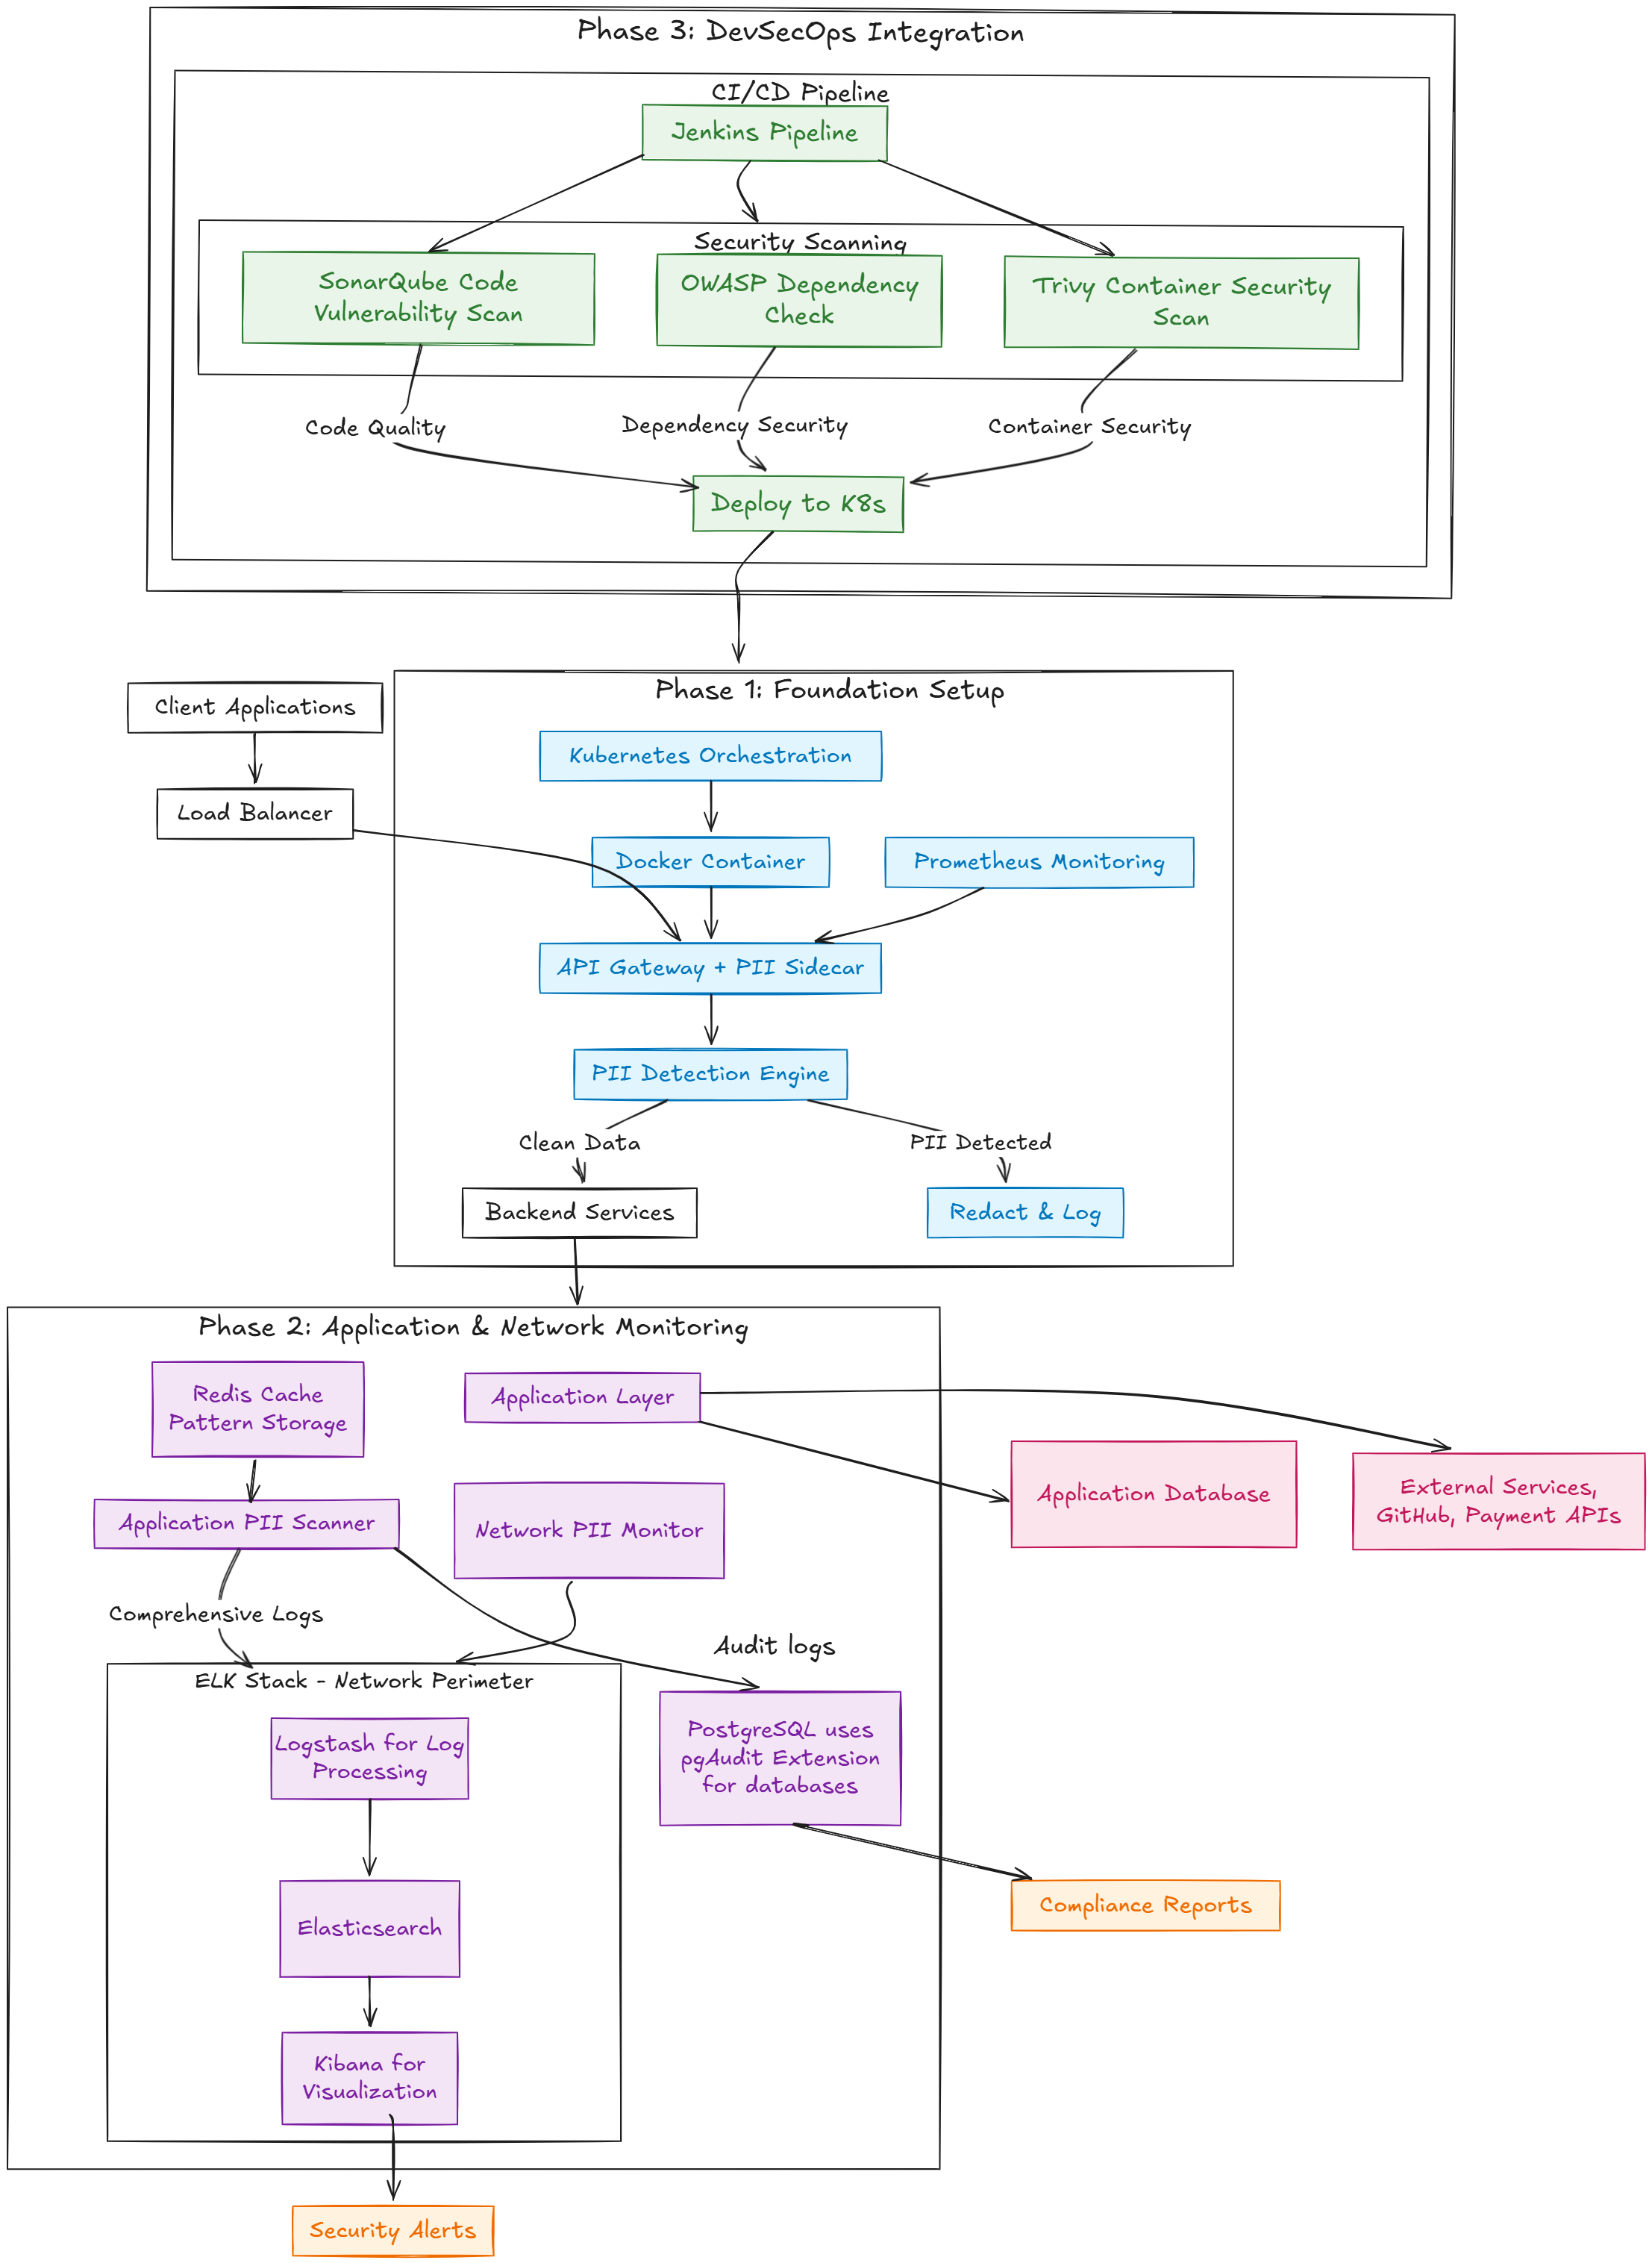 Phase 3: DevSecOps Integration
CI/CD Pipeline
Jenkins Pipeline
Security Scanning
SonarQube Code
Vulnerability Scan
OWASP Dependency
Check
Trivy Container Security
Scan
Code Quality
Dependency Security
Container Security
Deploy to K8s
Client Applications
Load Balancer
Phase 1: Foundation Setup
Kubernetes Orchestration
Docker Container
Prometheus Monitoring
API Gateway + PII Sidecar
PII Detection Engine
Clean Data
PII Detected
Backend Services
Redact & Log
Phase 2: Application & Network Monitoring
Redis Cache
Pattern Storage
Application Layer
Application PII Scanner
Network PII Monitor
Application Database
External Services,
GitHub, Payment APIs
Comprehensive Logs
Audit logs
ELK Stack - Network Perimeter
Logstash for Log
Processing
PostgreSQL uses
pgAudit Extension
for databases
Elasticsearch
Compliance Reports
Kibana for
Visualization
Security Alerts